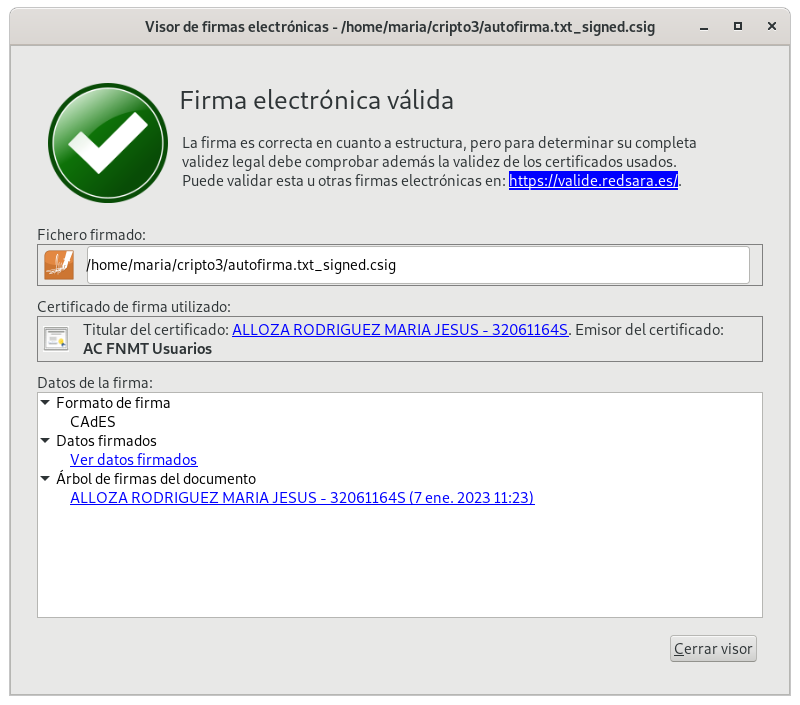 Visor de firmas electrónicas - /home/maria/cripto3/autofirma.txt_signed.csig
Firma electrónica válida
La firma es correcta en cuanto a estructura, pero para determinar su completa
validez legal debe comprobar además la validez de los certificados usados.
Puede validar esta u otras firmas electrónicas en: https://valide.redsara.es/.
Fichero firmado:
/home/maria/cripto3/autofirma.txt_signed.csig
Certificado de firma utilizado:
Titular del certificado: ALLOZA RODRIGUEZ MARIA JESUS - 32061164S. Emisor del certificado:
AC FNMT Usuarios
Datos de la firma:
Formato de firma
CAdES
Datos firmados
Ver datos firmados
Árbol de firmas del documento
ALLOZA RODRIGUEZ MARIA JESUS - 32061164S (7 ene. 2023 11:23)
Cerrar visor